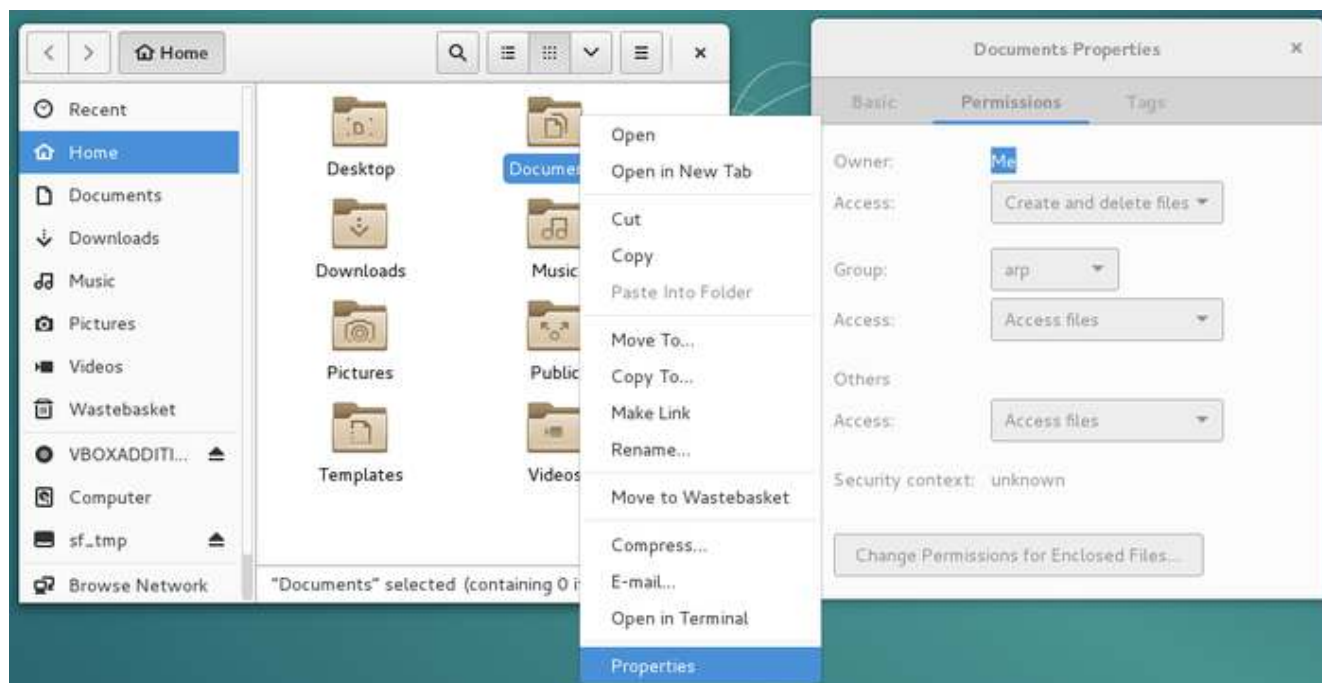 Home
Recent
Home
Documents
Downloads
Music
Pictures
Videos
Wastebasket
VBOXADDITI...
Computer
sf_tmp
Browse Network
Desktop
Docume
Downloads
Music
Pictures
Public
Templates
Videos
"Documents" selected (containing 0 i
Open
Open in New Tab
Cut
Copy
Paste Into Folder
Move To...
Copy To...
Make Link
Rename...
Move to Wastebasket
Compress...
E-mail...
Open in Terminal
Properties
Documents Properties
Basic Permissions Tags
Owner: Me
Access: Create and delete files
Group: arp
Access: Access files
Others
Access: Access files
Security context: unknown
Change Permissions for Enclosed Files...